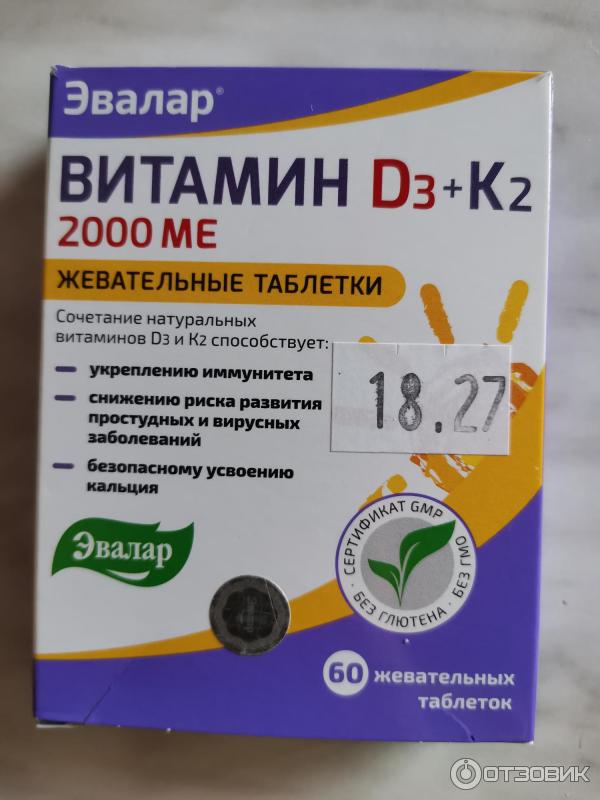 Эвалар®
ВИТАМИН D3+K2
2000 МЕ
ЖЕВАТЕЛЬНЫЕ ТАБЛЕТКИ
Сочетание натуральных
витаминов D3 и K2 способствует:
укреплению иммунитета
снижению риска развития
простудных и вирусных
заболеваний
безопасному усвоению
кальция
18.27
Эвалар
СЕРТИФИКАТ GMP
БЕЗ ГЛЮТЕНА
БЕЗ ГМО
60 жевательных
таблеток
ОТЗОВИК